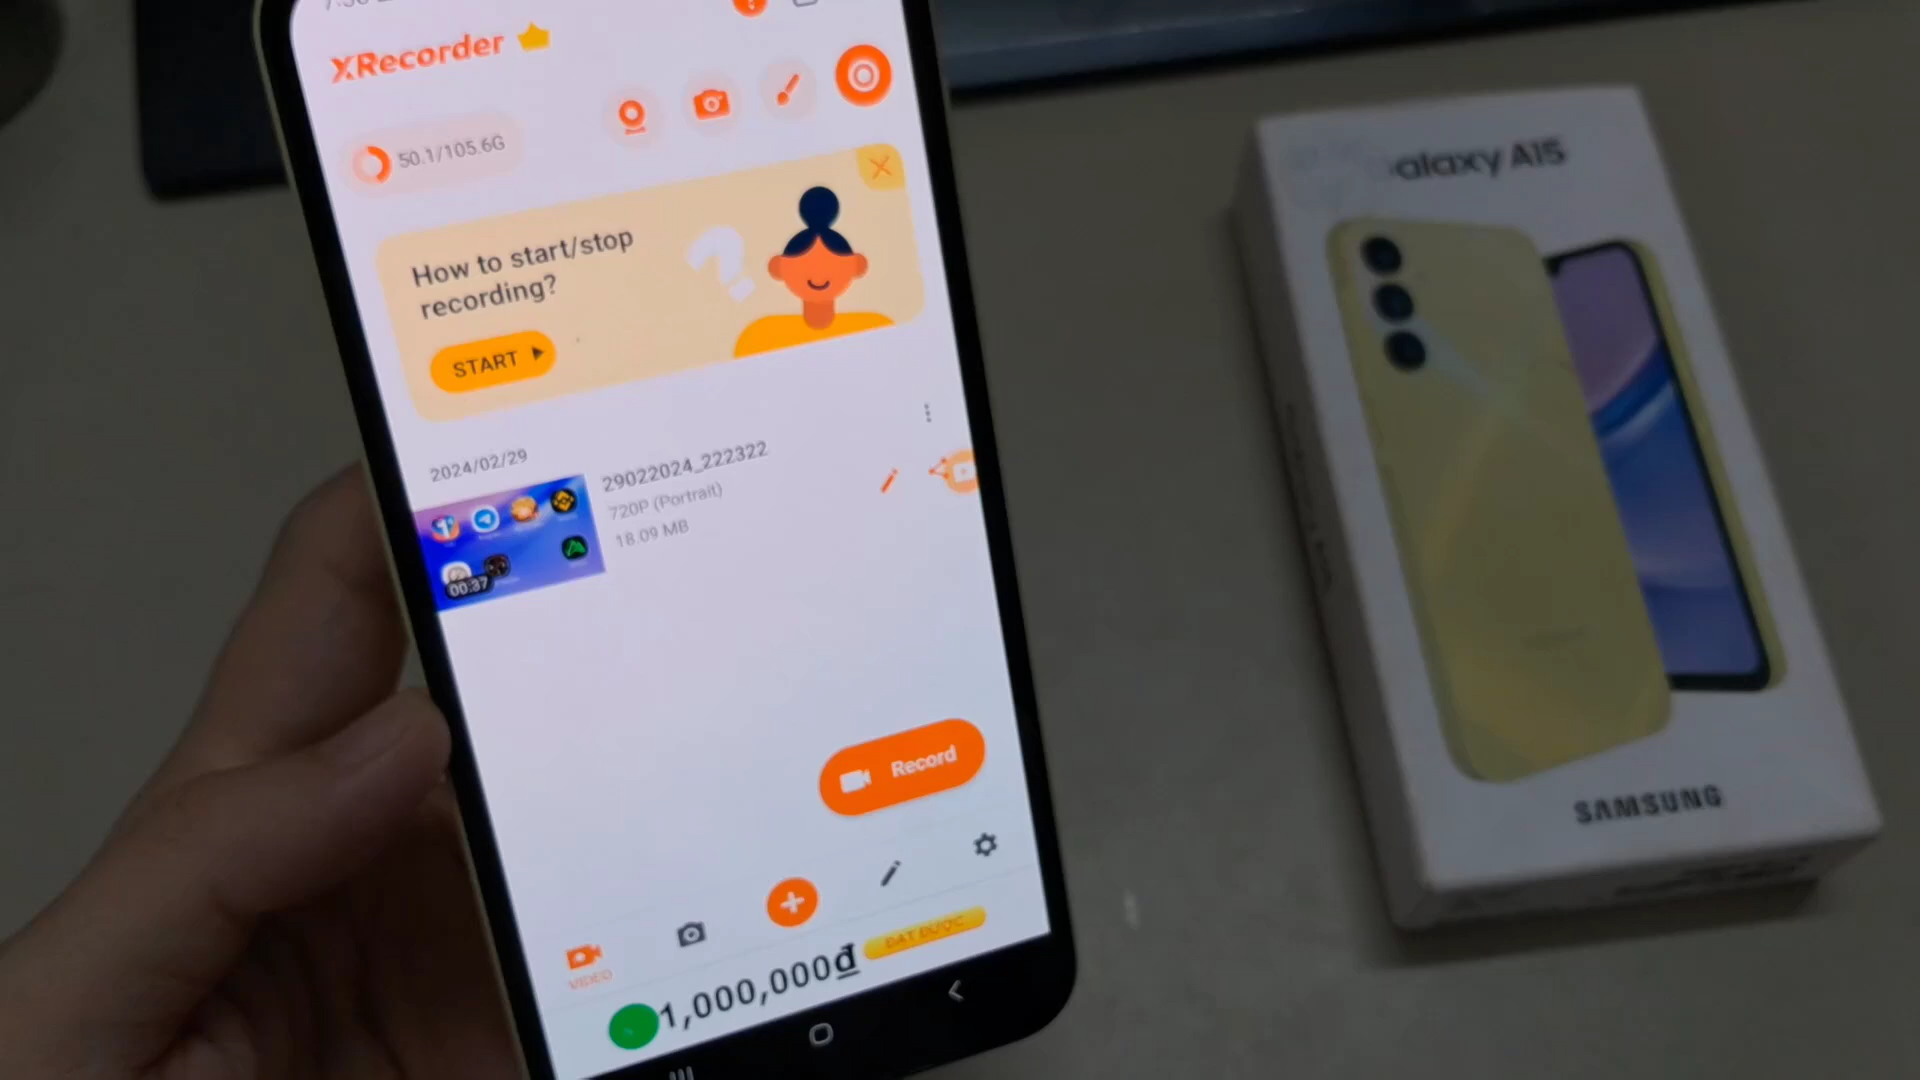 XRecorder
50.1/105.6G
How to start/stop
recording?
START
2024/02/29
29022024_222322
720P (Portrait)
18.09 MB
00:37
Record
VIDEO
1,000,000₫
ĐẠT ĐƯỢC
Galaxy A15
SAMSUNG